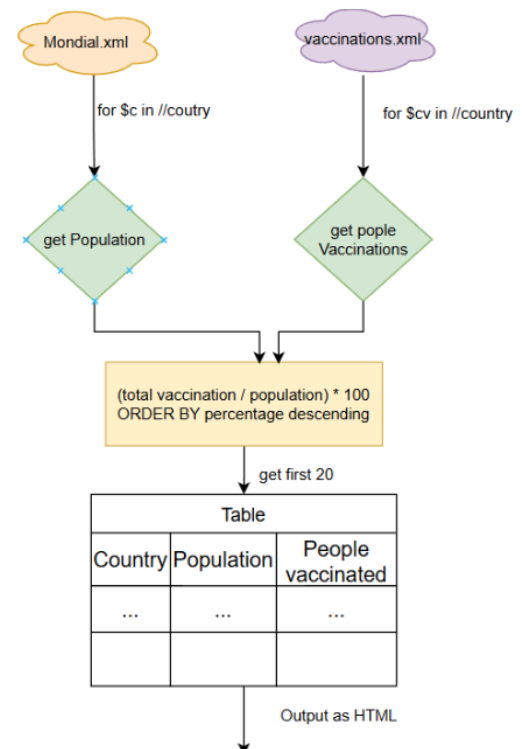 Mondial.xml
vaccinations.xml
for $c in //coutry
for $cv in //country
get Population
get pople
Vaccinations
(total vaccination / population) * 100
ORDER BY percentage descending
get first 20
Table
Country
Population
People
vaccinated
...
...
...
Output as HTML